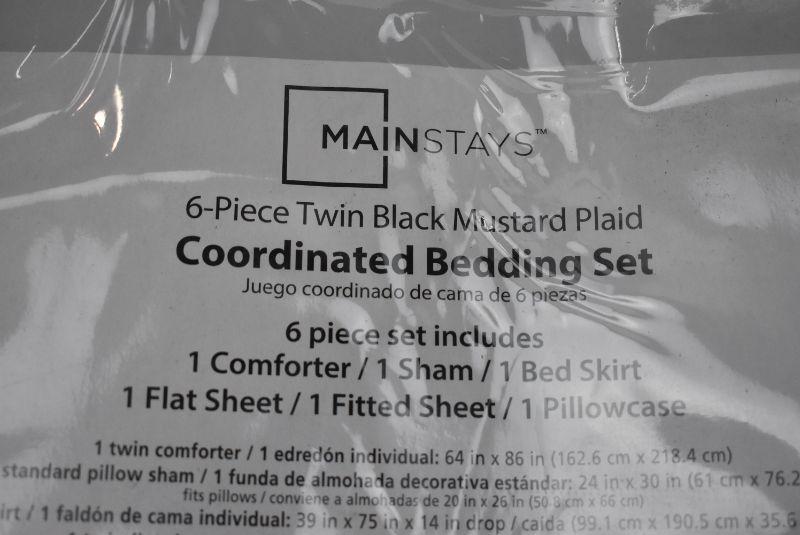 MAINSTAYS™
6-Piece Twin Black Mustard Plaid
Coordinated Bedding Set
Juego coordinado de cama de 6 piezas
6 piece set includes
1 Comforter / 1 Sham / 1 Bed Skirt
1 Flat Sheet / 1 Fitted Sheet / 1 Pillowcase
1 twin comforter / 1 edredón individual: 64 in x 86 in (162.6 cm x 218.4 cm)
standard pillow sham / 1 funda de almohada decorativa estándar: 24 in x 30 in (61 cm x 76.2
fits pillows / conviene a almohadas de 20 in x 26 in (50.8 cm x 66 cm)
irt / 1 faldón de cama individual: 39 in x 75 in x 14 in drop / caída (99.1 cm x 190.5 cm x 35.6